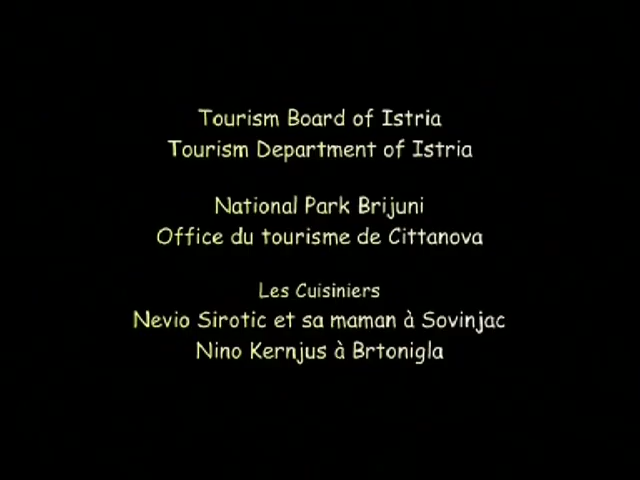 Tourism Board of Istria
Tourism Department of Istria
National Park Brijuni
Office du tourisme de Cittanova
Les Cuisiniers
Nevio Sirotic et sa maman à Sovinjac
Nino Kernjus à Brtonigla